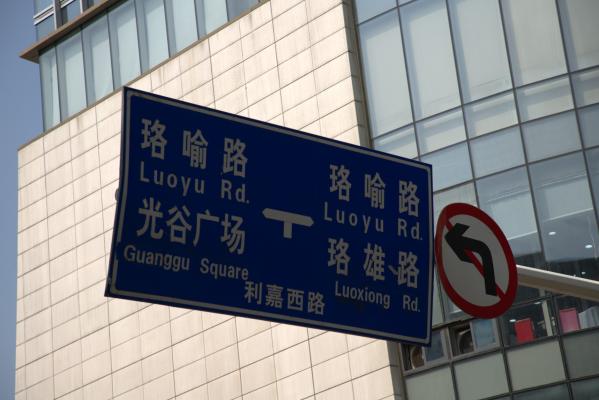 珞喻路
Luoyu Rd.
光谷广场
Guanggu Square
珞喻路
Luoyu Rd.
珞雄路
Luoxiong Rd.
利嘉西路